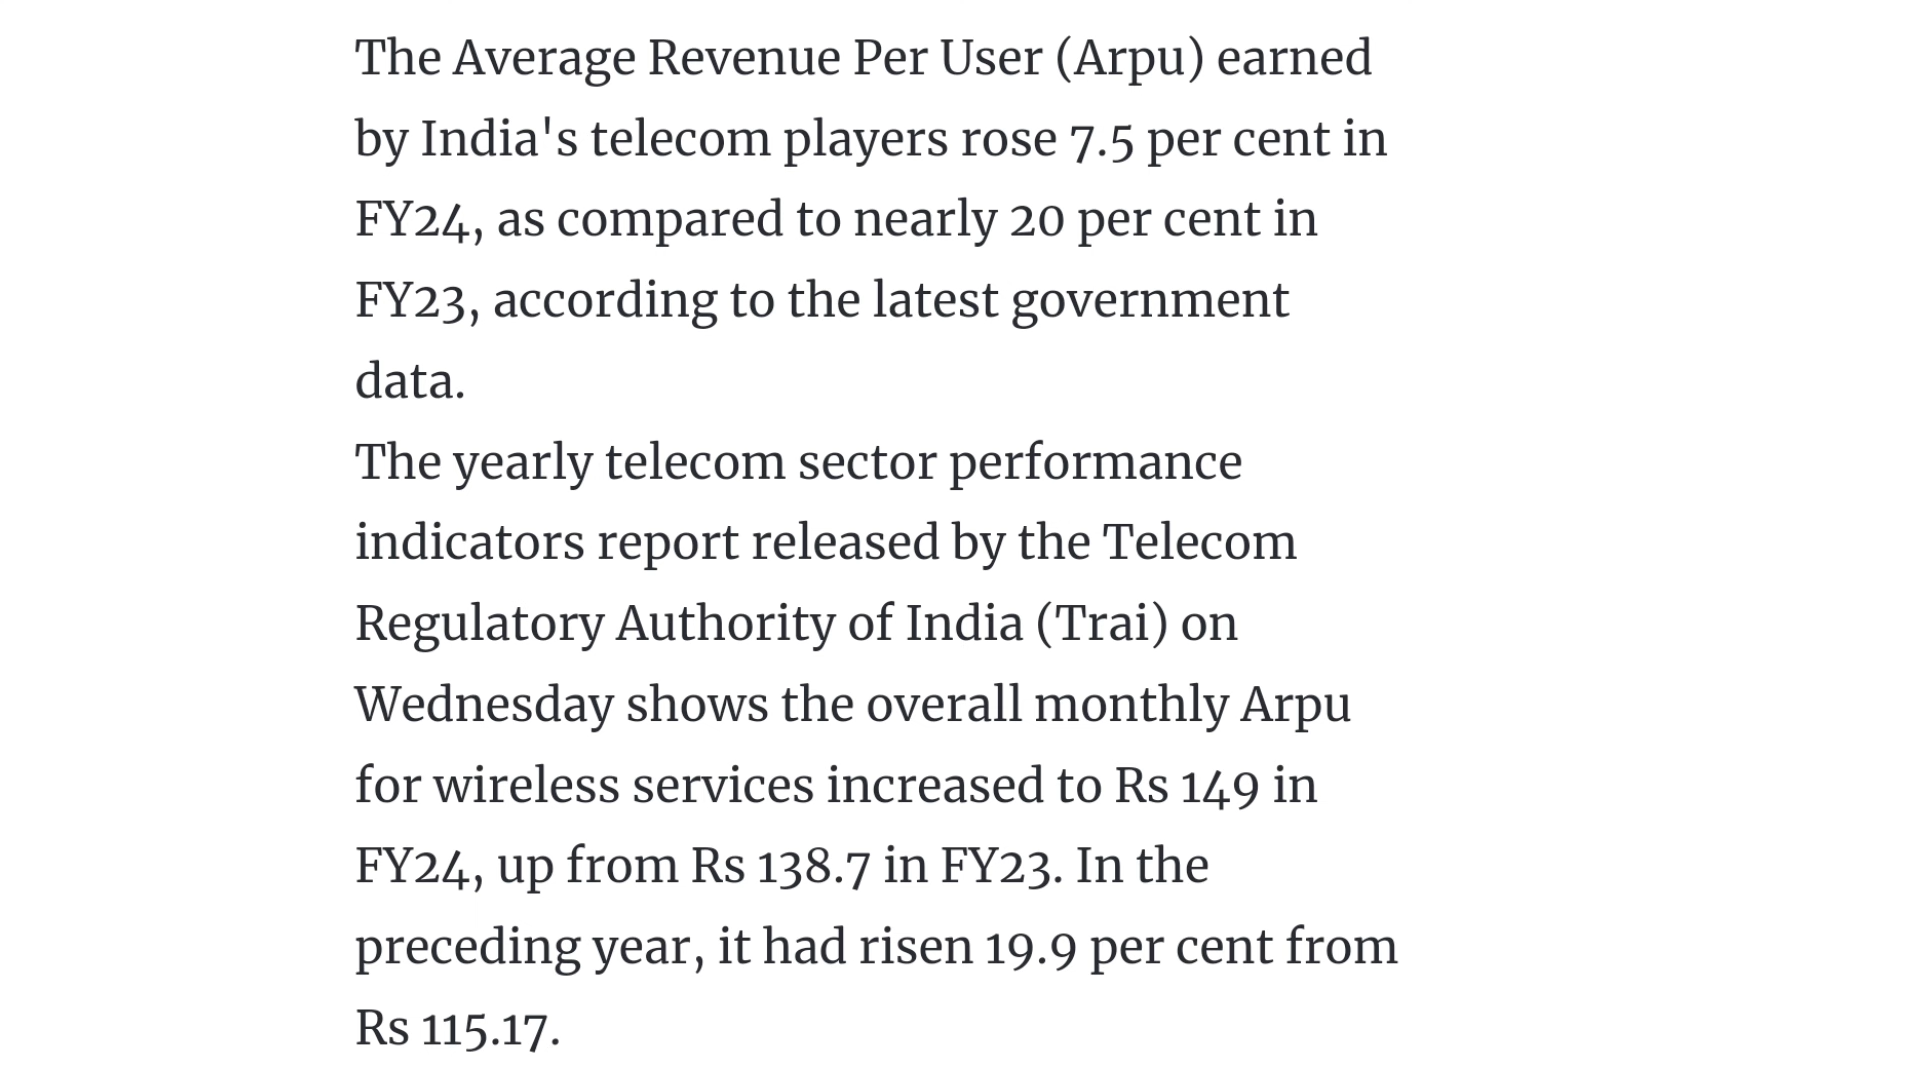 The Average Revenue Per User (Arpu) earned
by India's telecom players rose 7.5 per cent in
FY24, as compared to nearly 20 per cent in
FY23, according to the latest government
data.
The yearly telecom sector performance
indicators report released by the Telecom
Regulatory Authority of India (Trai) on
Wednesday shows the overall monthly Arpu
for wireless services increased to Rs 149 in
FY24, up from Rs 138.7 in FY23. In the
preceding year, it had risen 19.9 per cent from
Rs 115.17.